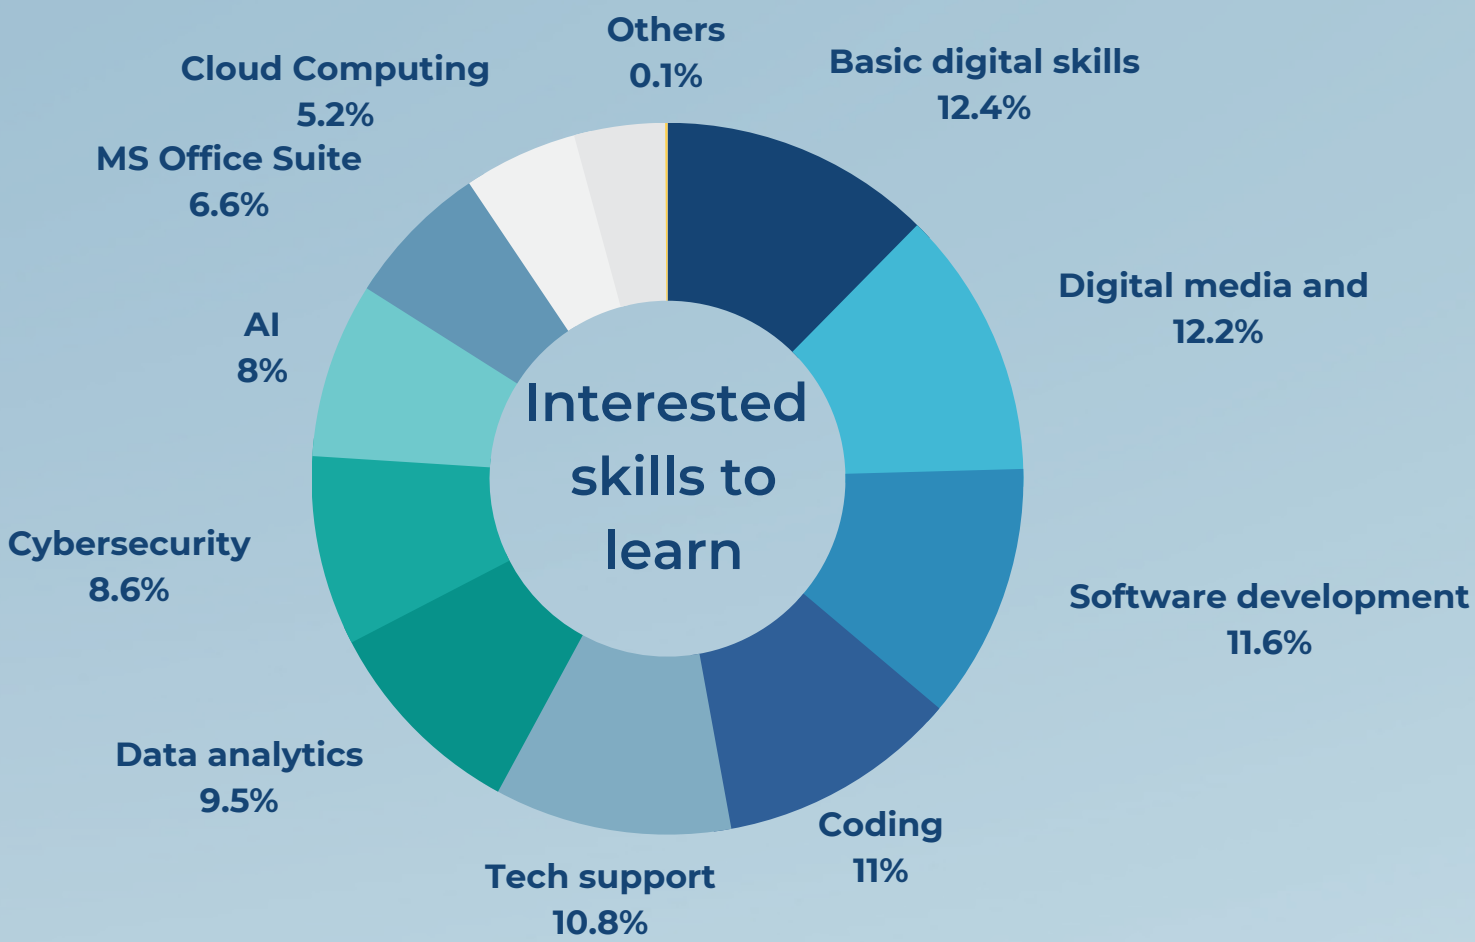 Others
0.1%
Basic digital skills
12.4%
Digital media and
12.2%
Software development
11.6%
Coding
11%
Tech support
10.8%
Data analytics
9.5%
Cybersecurity
8.6%
AI
8%
MS Office Suite
6.6%
Cloud Computing
5.2%
Interested
skills to
learn